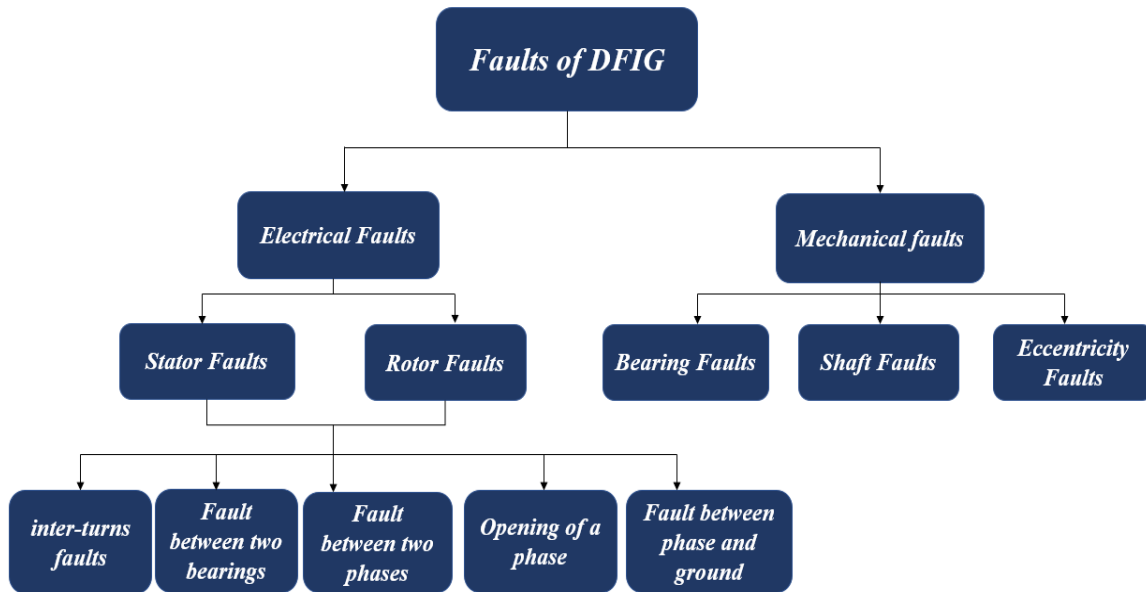 Faults of DFIG
Electrical Faults
Mechanical faults
Stator Faults
Rotor Faults
Bearing Faults
Shaft Faults
Eccentricity
Faults
inter-turns
faults
Fault
between two
bearings
Fault
between two
phases
Opening of a
phase
Fault between
phase and
ground